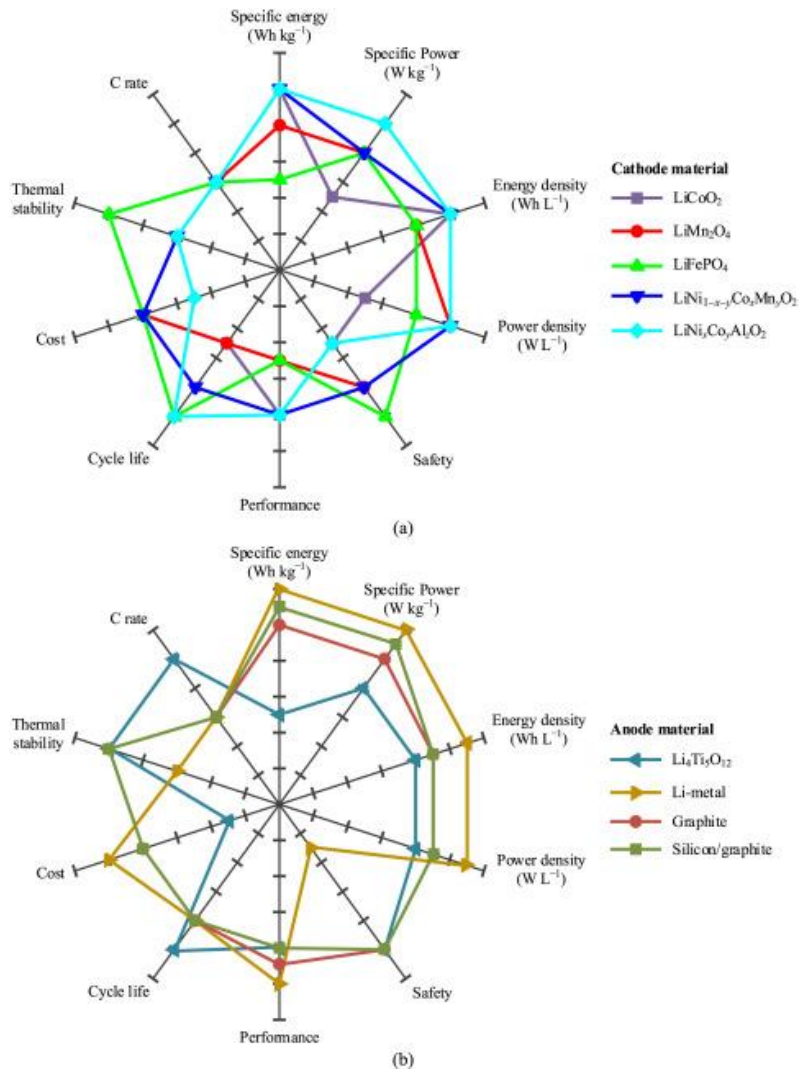 Specific energy
(Wh kg⁻¹)
Specific Power
(W kg⁻¹)
C rate
Thermal
stability
Energy density
(Wh L⁻¹)
Cathode material
LiCoO₂
LiMn₂O₄
LiFePO₄
LiNi₁₋ₓ₋ᵧCoₓMnᵧO₂
LiNiₓCoᵧAl₂O₂
Power density
(W L⁻¹)
Cost
Cycle life
Safety
Performance
(a)
Specific energy
(Wh kg⁻¹)
Specific Power
(W kg⁻¹)
C rate
Thermal
stability
Energy density
(Wh L⁻¹)
Anode material
Li₄Ti₅O₁₂
Li-metal
Graphite
Silicon/graphite
Power density
(W L⁻¹)
Cost
Cycle life
Safety
Performance
(b)